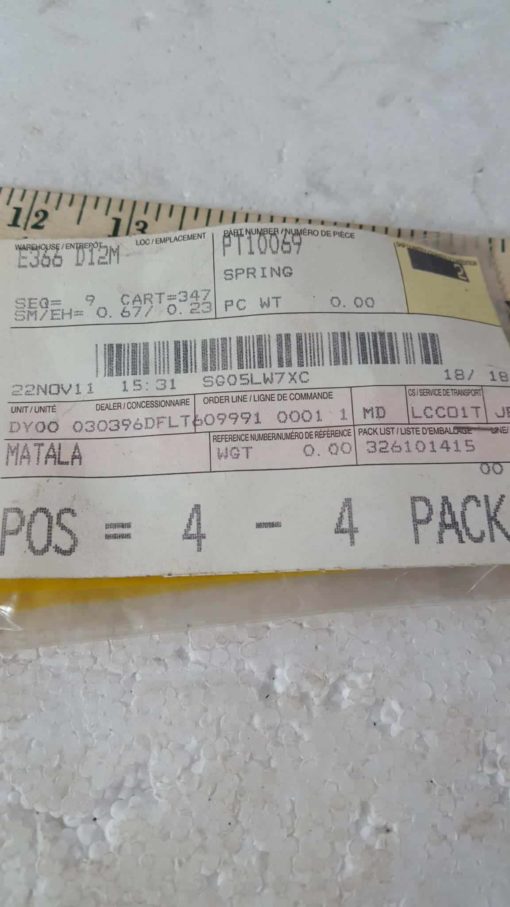 12 13
WAREHOUSE / ENTREPÔT LOC / EMPLACEMENT PART NUMBER / NUMÉRO DE PIÈCE
E366 D12M PT10069
SPRING 2
SEQ= 9 CART=347 PC WT 0.00
SM/EH= 0.67/ 0.23
22NOV11 15:31 SG05LW7XC 18/ 18
UNIT / UNITÉ DEALER / CONCESSIONNAIRE ORDER LINE / LIGNE DE COMMANDE CS / SERVICE DE TRANSPORT
DY00 030396DFLT609991 0001 1 MD LCC01T
REFERENCE NUMBER/NUMÉRO DE RÉFÉRENCE PACK LIST / LISTE D'EMBALLAGE
MATALA WGT 0.00 326101415
00
POS = 4 - 4 PACK